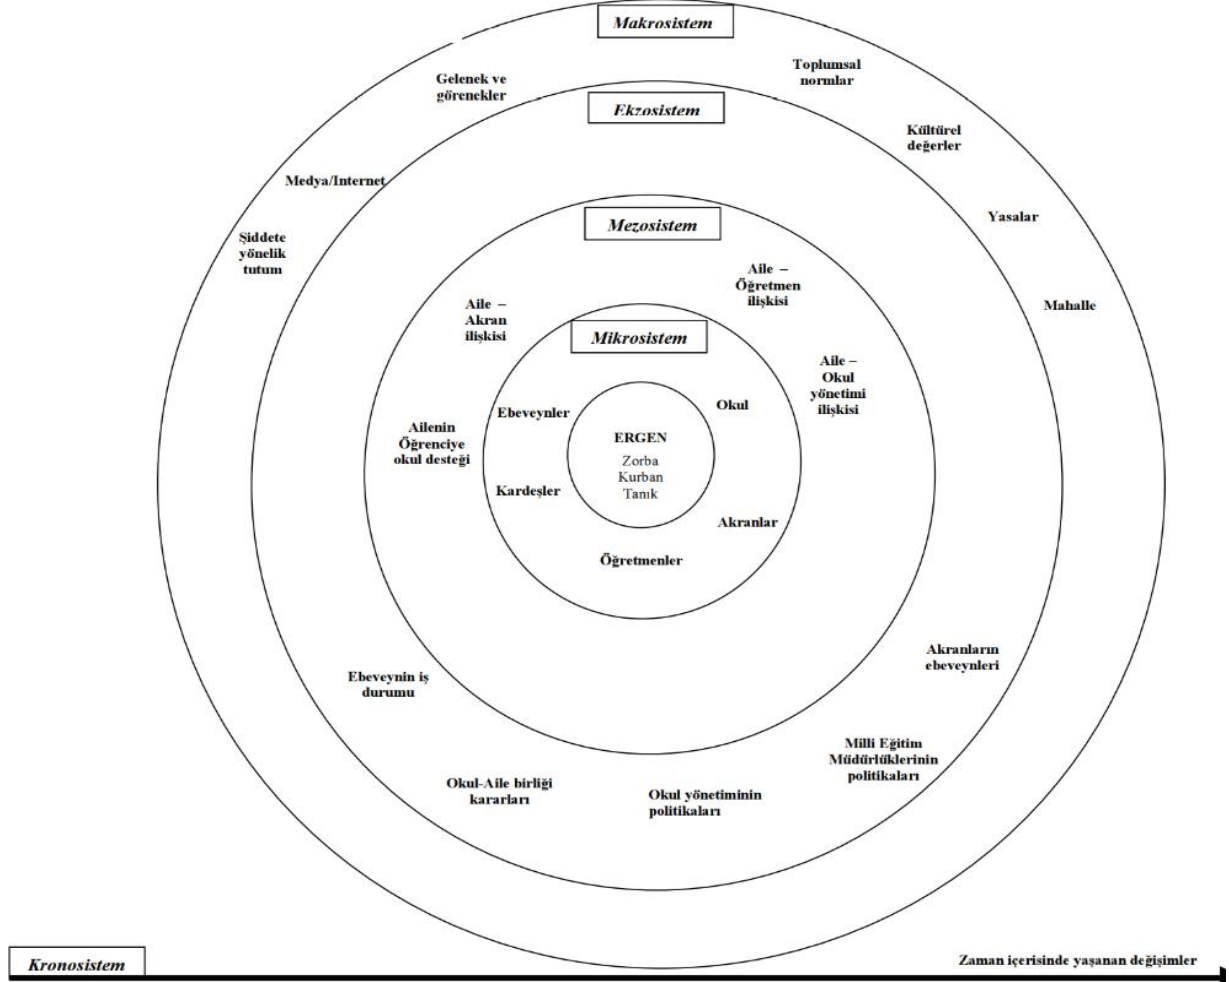 Makrosistem
Toplumsal
normlar
Gelenek ve
görenekler
Ekzosistem
Kültürel
değerler
Medya/Internet
Yasalar
Şiddete
yönelik
tutum
Mezosistem
Aile –
Öğretmen
ilişkisi
Aile –
Akran
ilişkisi
Mahalle
Mikrosistem
Aile –
Okul
yönetimi
ilişkisi
Ebeveynler
Okul
Ailenin
Öğrenciye
okul desteği
ERGEN
Zorba
Kurban
Tanık
Kardeşler
Akranlar
Öğretmenler
Akranların
ebeveynleri
Ebeveynin iş
durumu
Milli Eğitim
Müdürlüklerinin
politikaları
Okul-Aile birliği
kararları
Okul yönetiminin
politikaları
Kronosistem
Zaman içerisinde yaşanan değişimler